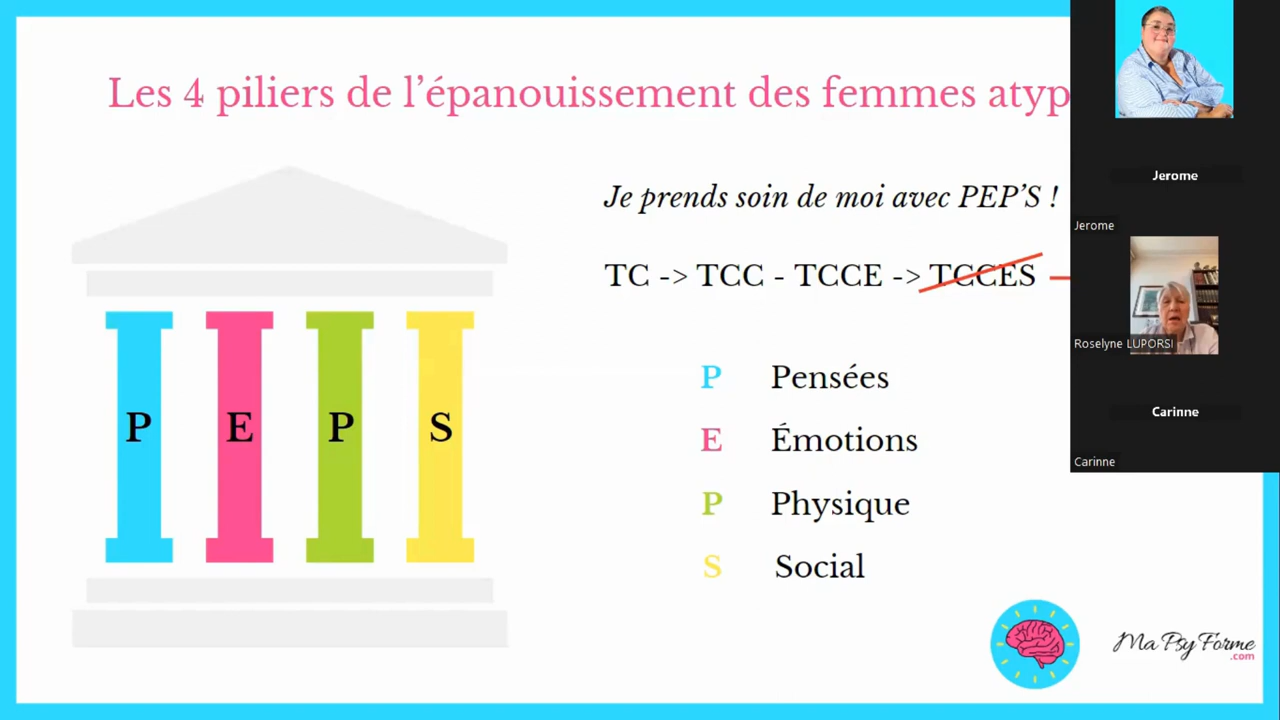 Les 4 piliers de l’épanouissement des femmes atyp
Je prends soin de moi avec PEP’S !
TC -> TCC - TCCE -> TCCES
P E P S
P Pensées
E Émotions
P Physique
S Social
Ma Psy Forme
.com
Jerome
Jerome
Roselyne LUPORSI
Carinne
Carinne